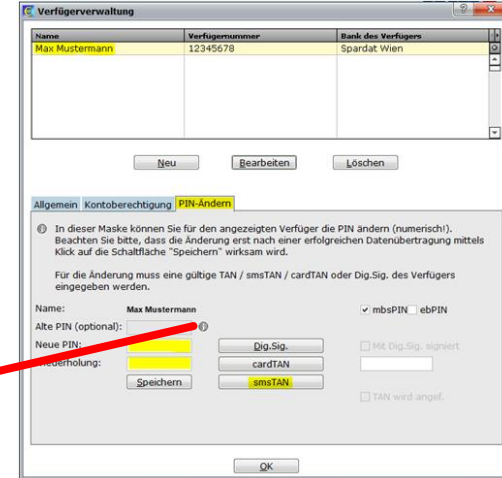 Verfügerverwaltung
Name Verfügernummer Bank des Verfügers
Max Mustermann 12345678 Spardat Wien
Neu Bearbeiten Löschen
Allgemein Kontoberechtigung PIN-Ändern
In dieser Maske können Sie für den angezeigten Verfüger die PIN ändern (numerisch!).
Beachten Sie bitte, dass die Änderung erst nach einer erfolgreichen Datenübertragung mittels
Klick auf die Schaltfläche "Speichern" wirksam wird.
Für die Änderung muss eine gültige TAN / smsTAN / cardTAN oder Dig.Sig. des Verfügers
eingegeben werden.
Name: Max Mustermann mbsPIN ebPIN
Alte PIN (optional):
Neue PIN: Dig.Sig. Mit Dig.Sig. signiert
Wiederholung: cardTAN
Speichern smsTAN
TAN wird angef.
OK